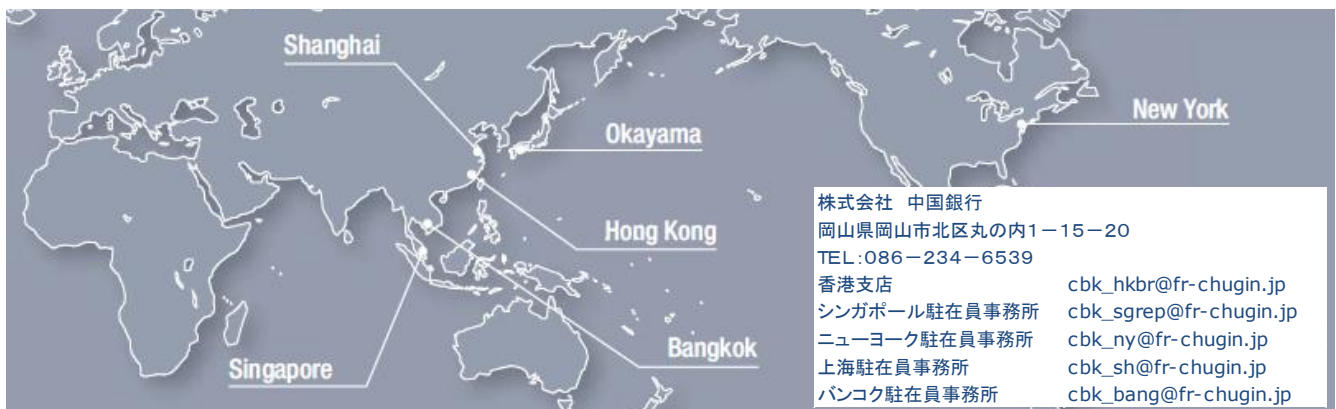 Shanghai
Okayama
New York
Hong Kong
Bangkok
Singapore
株式会社 中国銀行
岡山県岡山市北区丸の内1－15－20
TEL:086－234－6539
香港支店 cbk_hkbr@fr-chugin.jp
シンガポール駐在員事務所 cbk_sgrep@fr-chugin.jp
ニューヨーク駐在員事務所 cbk_ny@fr-chugin.jp
上海駐在員事務所 cbk_sh@fr-chugin.jp
バンコク駐在員事務所 cbk_bang@fr-chugin.jp